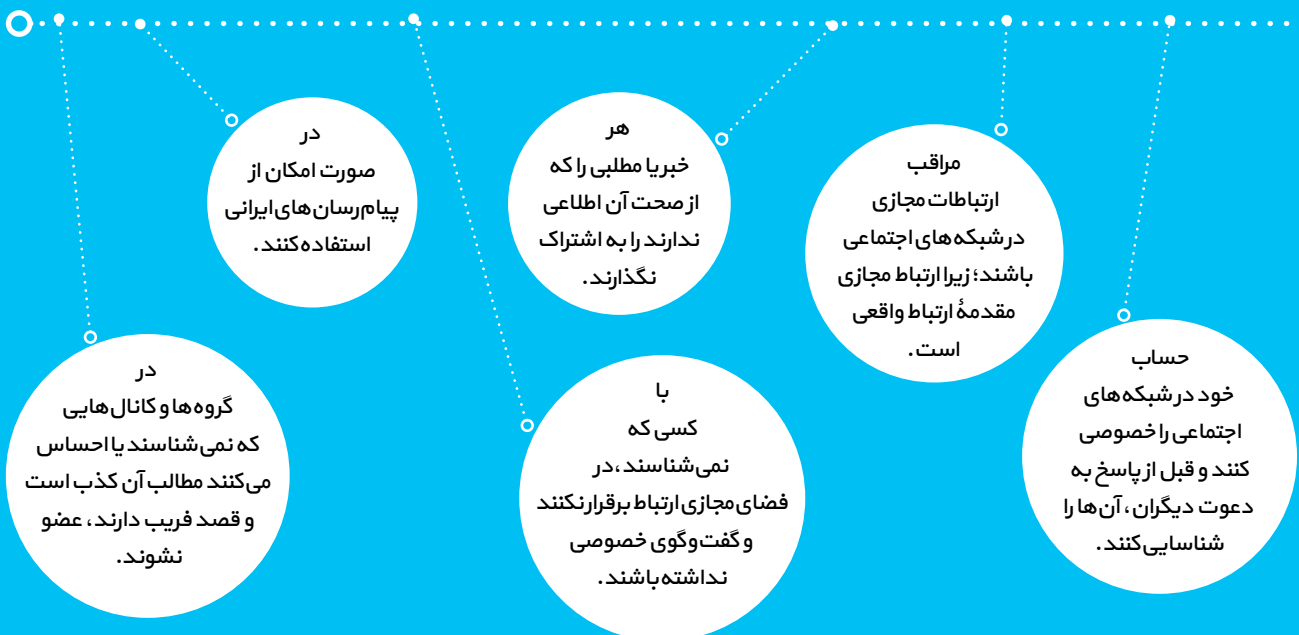 حساب
خود در شبکه‌های
اجتماعی را خصوصی
کنند و قبل از پاسخ به
دعوت دیگران، آن‌ها را
شناسایی کنند.
مراقب
ارتباطات مجازی
در شبکه‌های اجتماعی
باشند؛ زیرا ارتباط مجازی
مقدمهٔ ارتباط واقعی
است.
هر
خبر یا مطلبی را که
از صحت آن اطلاعی
ندارند را به اشتراک
نگذارند.
با
کسی که
نمی‌شناسند، در
فضای مجازی ارتباط برقرار نکنند
و گفت‌وگوی خصوصی
نداشته باشند.
در
صورت امکان از
پیام‌رسان‌های ایرانی
استفاده کنند.
در
گروه‌ها و کانال‌هایی
که نمی‌شناسند یا احساس
می‌کنند مطالب آن کذب است
و قصد فریب دارند، عضو
نشوند.